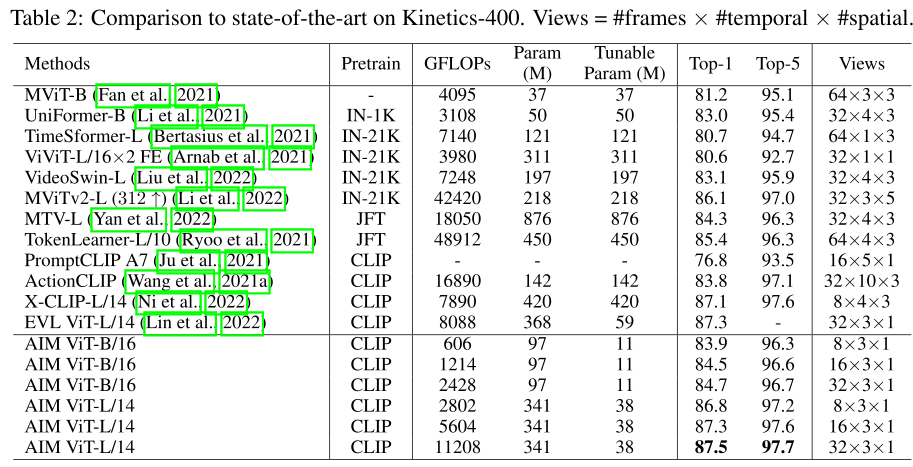 Table 2: Comparison to state-of-the-art on Kinetics-400. Views = #frames × #temporal × #spatial.
Methods Pretrain GFLOPs Param (M) Tunable Param (M) Top-1 Top-5 Views
MViT-B (Fan et al., 2021) - 4095 37 37 81.2 95.1 64×3×3
UniFormer-B (Li et al., 2021) IN-1K 3108 50 50 83.0 95.4 32×4×3
TimeSformer-L (Bertasius et al., 2021) IN-21K 7140 121 121 80.7 94.7 64×1×3
ViViT-L/16×2 FE (Arnab et al., 2021) IN-21K 3980 311 311 80.6 92.7 32×1×1
VideoSwin-L (Liu et al., 2022) IN-21K 7248 197 197 83.1 95.9 32×4×3
MViTv2-L (312 ↑) (Li et al., 2022) IN-21K 42420 218 218 86.1 97.0 32×3×5
MTV-L (Yan et al., 2022) JFT 18050 876 876 84.3 96.3 32×4×3
TokenLearner-L/10 (Ryoo et al., 2021) JFT 48912 450 450 85.4 96.3 64×4×3
PromptCLIP A7 (Ju et al., 2021) CLIP - - - 76.8 93.5 16×5×1
ActionCLIP (Wang et al., 2021a) CLIP 16890 142 142 83.8 97.1 32×10×3
X-CLIP-L/14 (Ni et al., 2022) CLIP 7890 420 420 87.1 97.6 8×4×3
EVL ViT-L/14 (Lin et al., 2022) CLIP 8088 368 59 87.3 - 32×3×1
AIM ViT-B/16 CLIP 606 97 11 83.9 96.3 8×3×1
AIM ViT-B/16 CLIP 1214 97 11 84.5 96.6 16×3×1
AIM ViT-B/16 CLIP 2428 97 11 84.7 96.7 32×3×1
AIM ViT-L/14 CLIP 2802 341 38 86.8 97.2 8×3×1
AIM ViT-L/14 CLIP 5604 341 38 87.3 97.6 16×3×1
AIM ViT-L/14 CLIP 11208 341 38 87.5 97.7 32×3×1